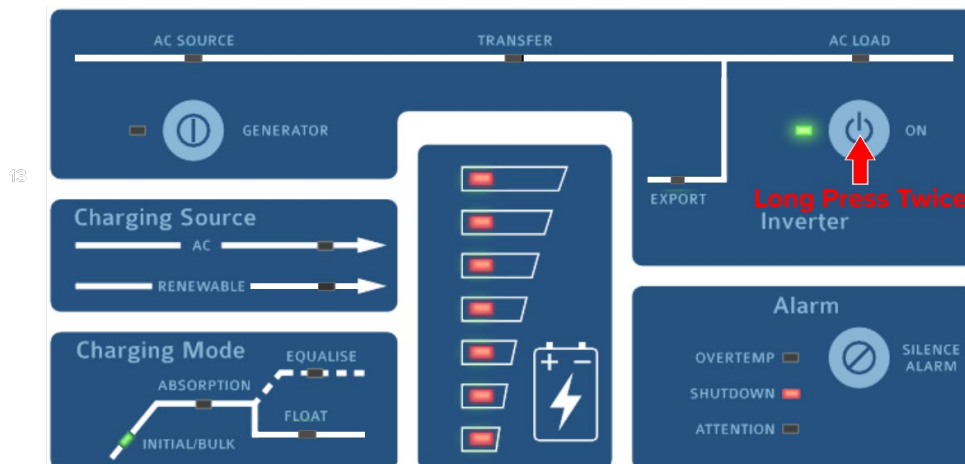 AC SOURCE
TRANSFER
AC LOAD
GENERATOR
ON
13
EXPORT
Long Press Twice
Inverter
Charging Source
AC
RENEWABLE
Charging Mode
EQUALISE
ABSORPTION
FLOAT
INITIAL/BULK
+ −
Alarm
OVERTEMP
SILENCE
ALARM
SHUTDOWN
ATTENTION